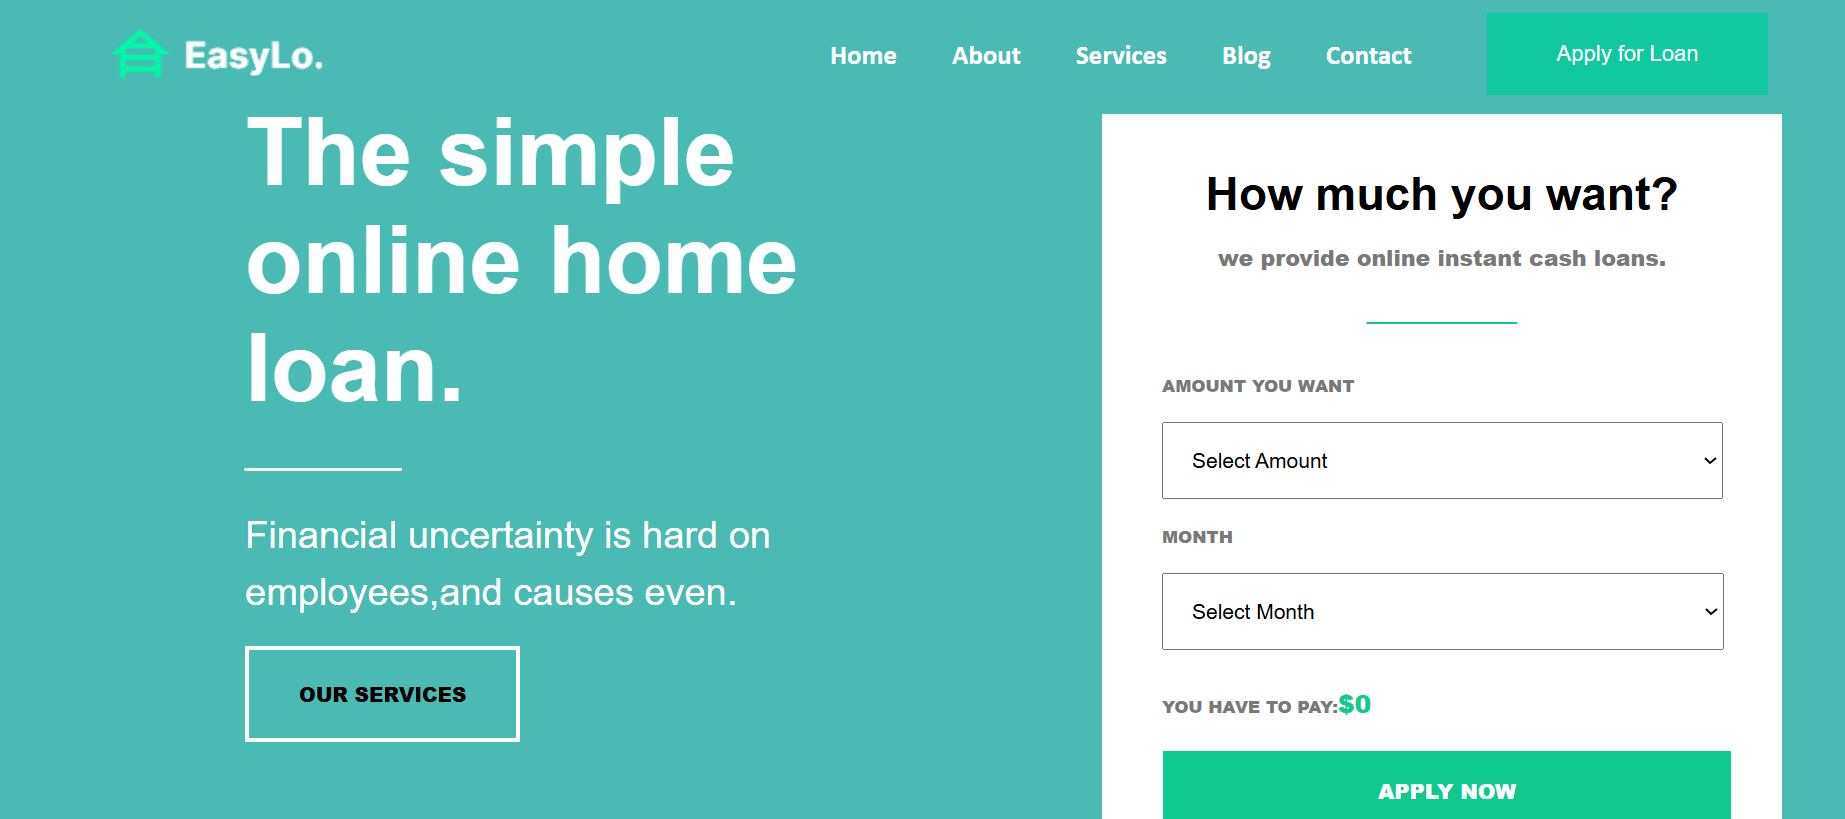 EasyLo.
Home About Services Blog Contact Apply for Loan
The simple
online home
loan.
Financial uncertainty is hard on
employees,and causes even.
OUR SERVICES
How much you want?
we provide online instant cash loans.
AMOUNT YOU WANT
Select Amount
MONTH
Select Month
YOU HAVE TO PAY:$0
APPLY NOW